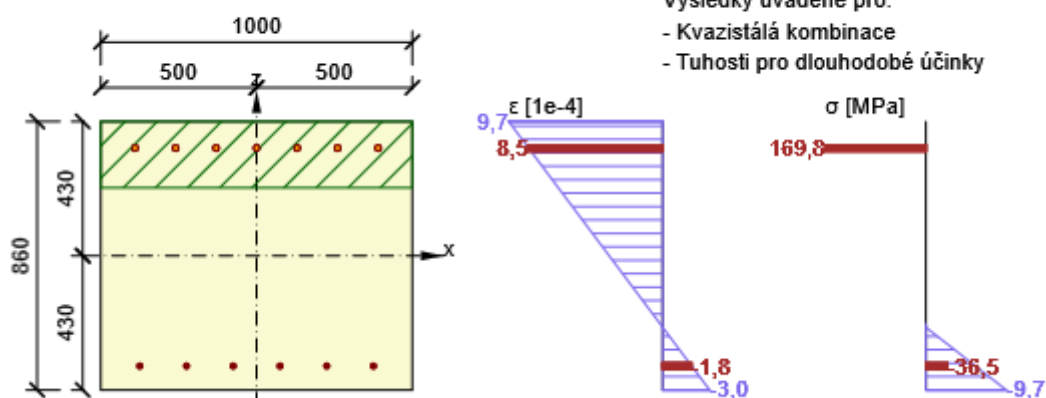 Výsledky uváděné pro:
- Kvazistálá kombinace
- Tuhosti pro dlouhodobé účinky
1000
500
z
500
860
430
430
x
ε [1e-4]
9,7
8,5
-1,8
-3,0
σ [MPa]
169,8
-36,5
-9,7